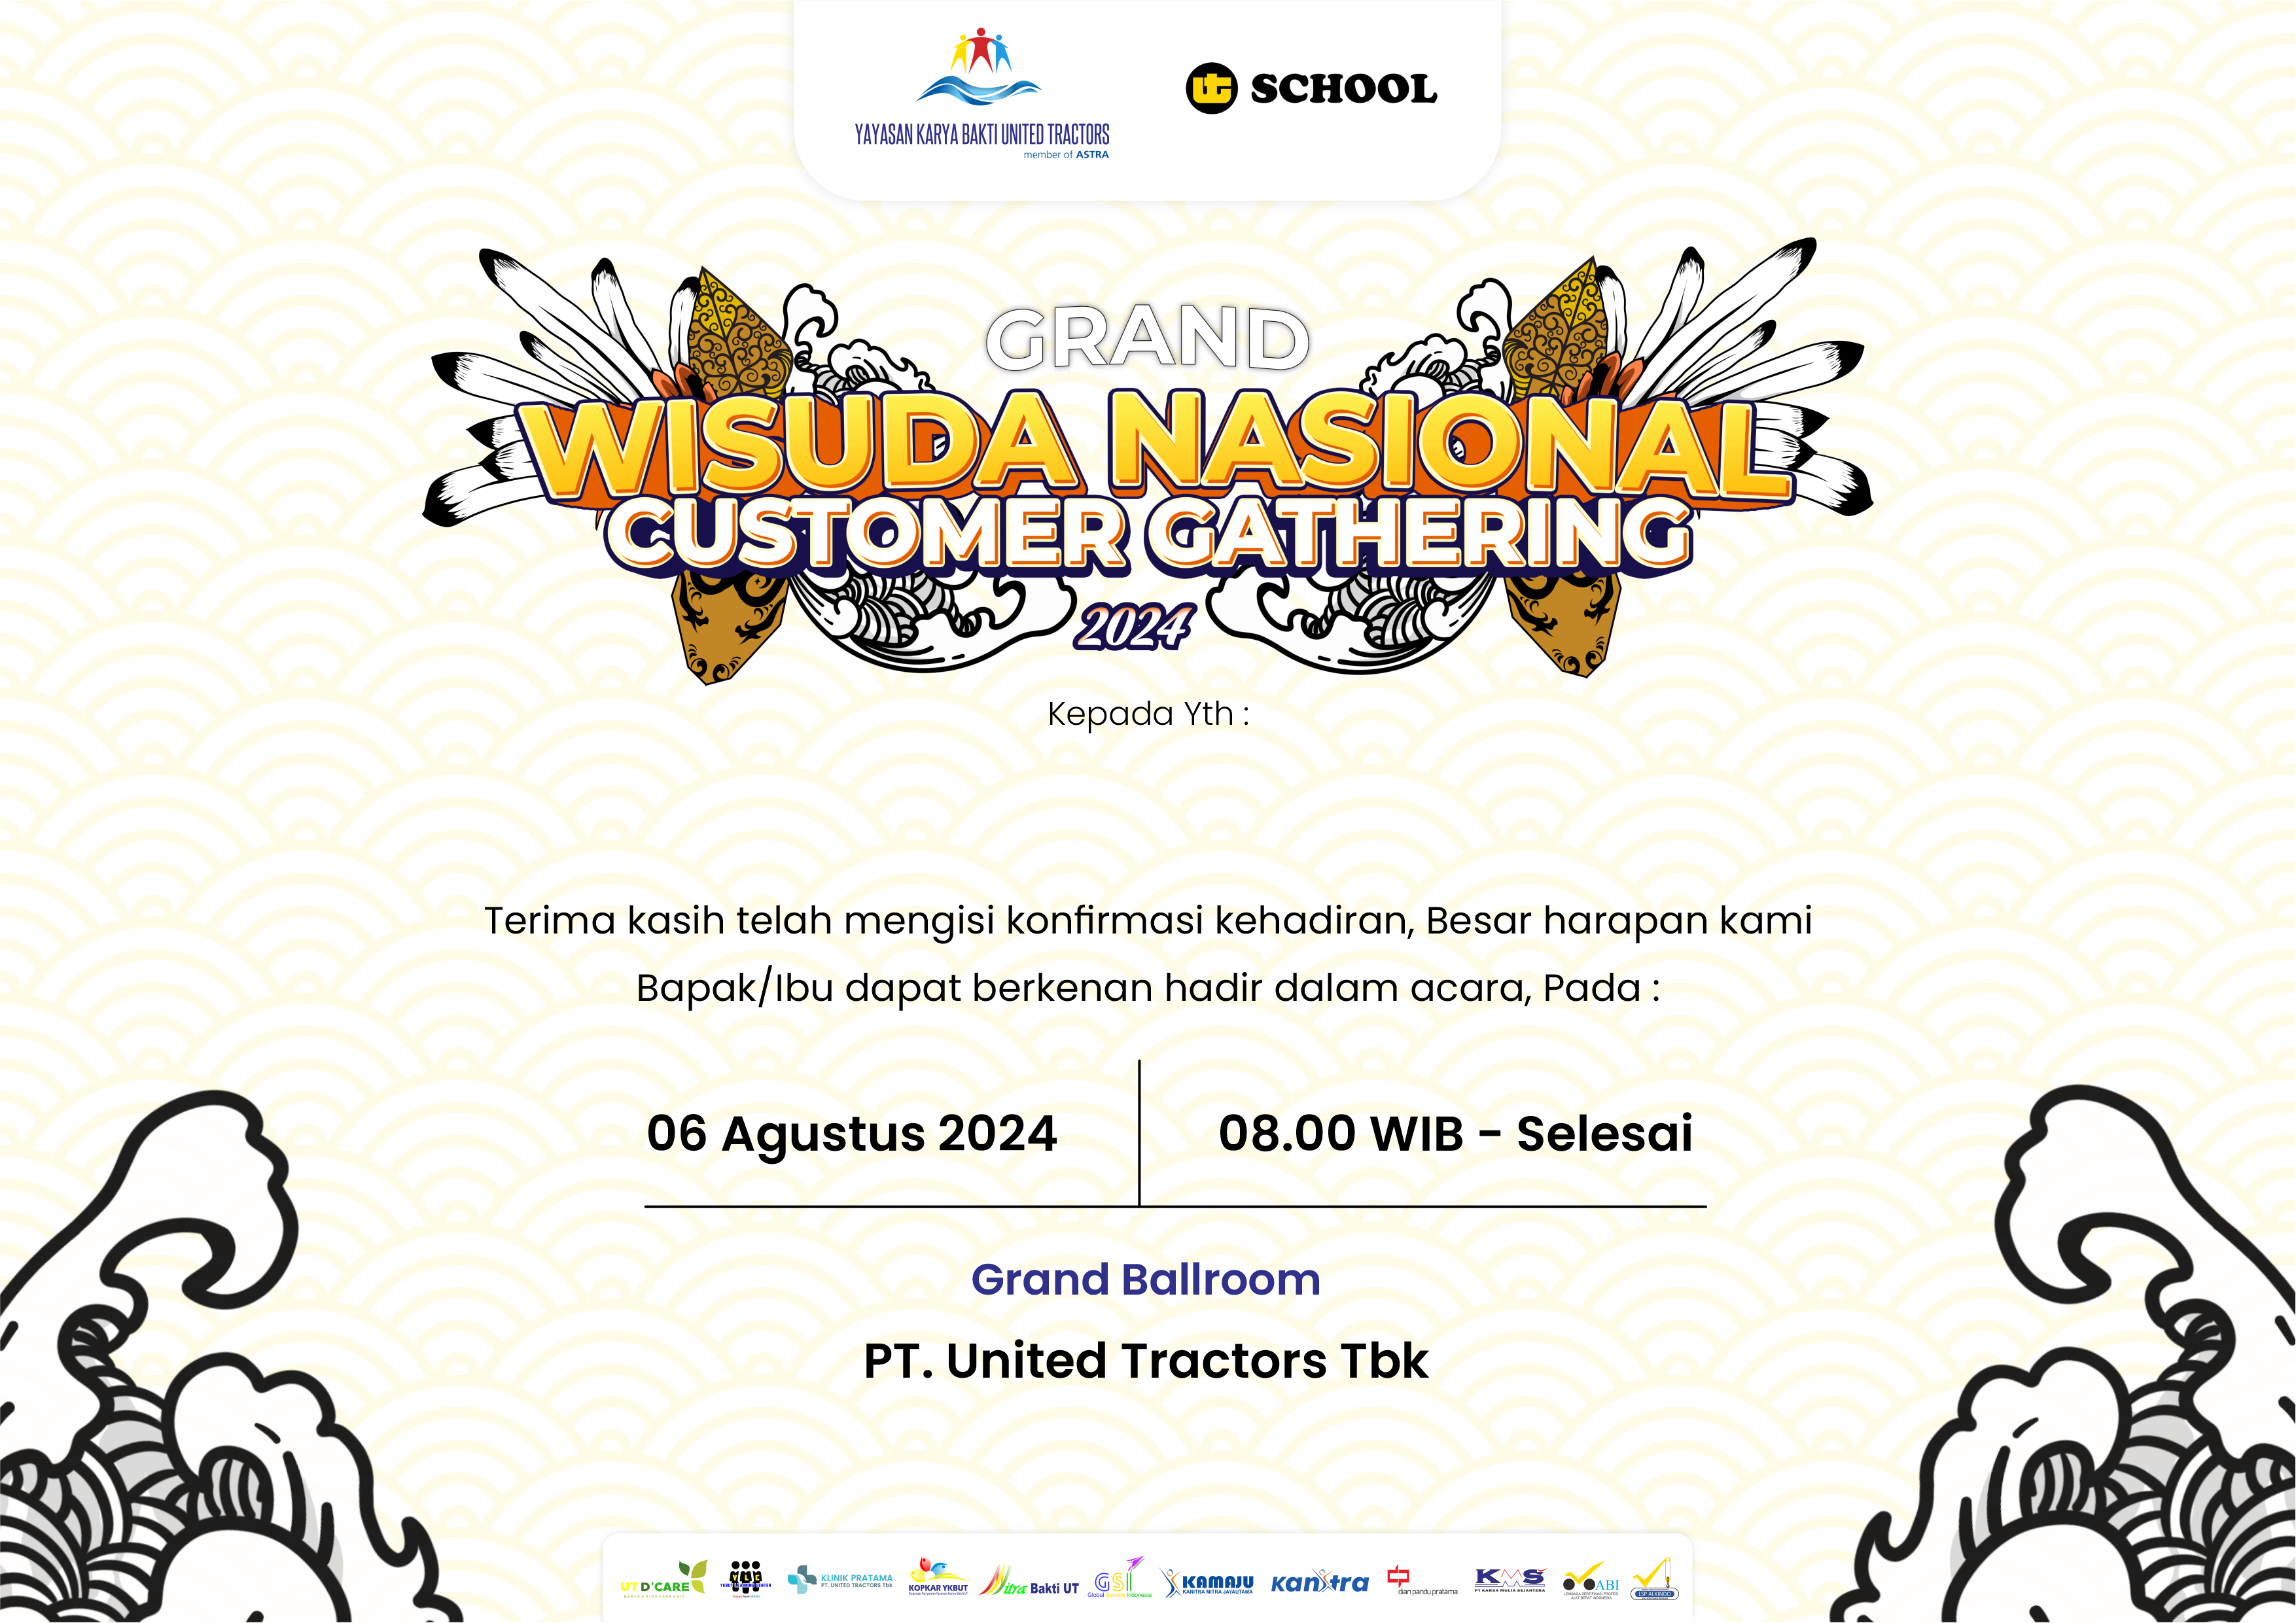 YAYASAN KARYA BAKTI UNITED TRACTORS
member of ASTRA
ut SCHOOL
GRAND
WISUDA NASIONAL
CUSTOMER GATHERING
2024
Kepada Yth :
Terima kasih telah mengisi konfirmasi kehadiran, Besar harapan kami
Bapak/Ibu dapat berkenan hadir dalam acara, Pada :
06 Agustus 2024
08.00 WIB - Selesai
Grand Ballroom
PT. United Tractors Tbk
UT D'CARE
KLINIK PRATAMA
PT. UNITED TRACTORS Tbk
KOPKAR YKBUT
Mitra Bakti UT
GSI
Global Service Indonesia
KAMAJU
KANITRA MITRA JAYAUTAMA
kanitra
dian pandu pratama
KMS
PT KARSA MULIA SEJAHTERA
ABI
LSP ALKINDO